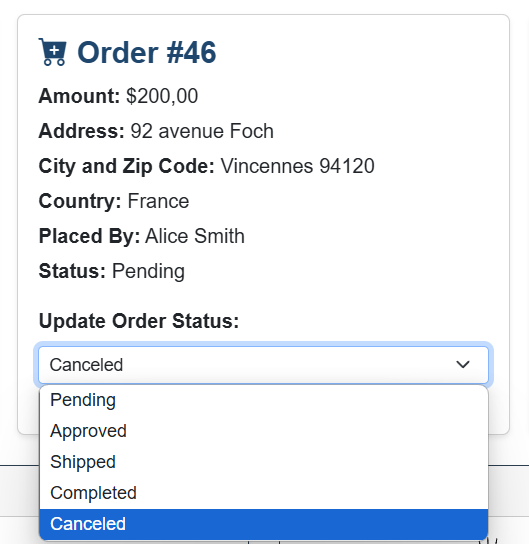 Order #46
Amount: $200,00
Address: 92 avenue Foch
City and Zip Code: Vincennes 94120
Country: France
Placed By: Alice Smith
Status: Pending
Update Order Status:
Canceled
Pending
Approved
Shipped
Completed
Canceled